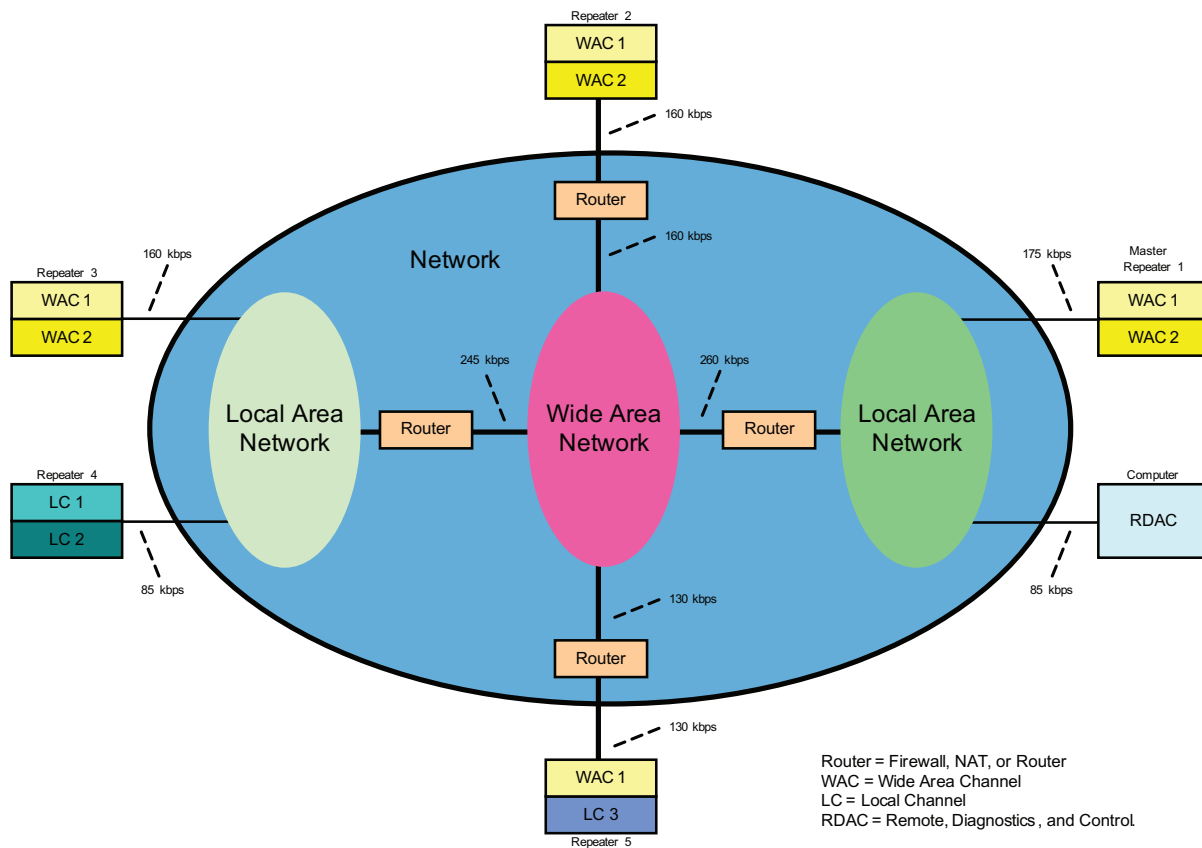 Repeater 2
WAC 1
WAC 2
160 kbps
Router
160 kbps
Network
160 kbps
Repeater 3
WAC 1
WAC 2
175 kbps
Master
Repeater 1
WAC 1
WAC 2
245 kbps
260 kbps
Local Area
Network
Router
Wide Area
Network
Router
Local Area
Network
Repeater 4
LC 1
LC 2
85 kbps
Computer
RDAC
85 kbps
130 kbps
Router
130 kbps
WAC 1
LC 3
Repeater 5
Router = Firewall, NAT, or Router
WAC = Wide Area Channel
LC = Local Channel
RDAC = Remote, Diagnostics, and Control.